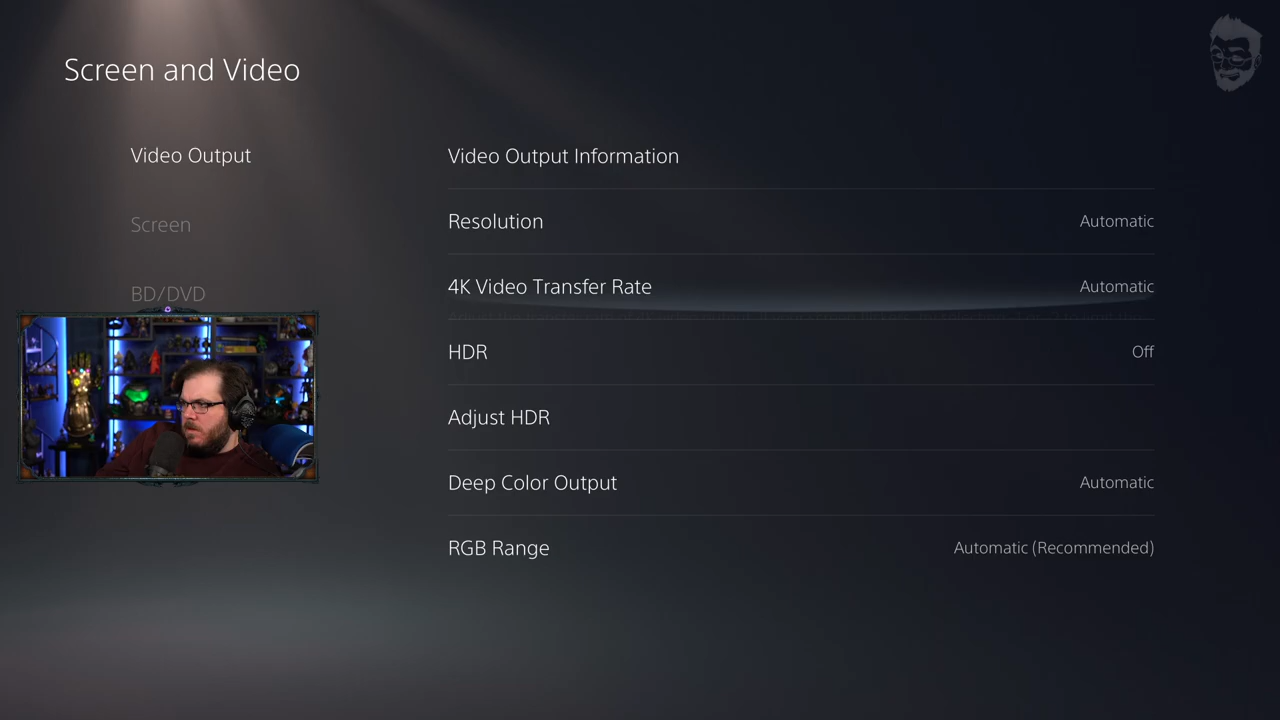 Screen and Video
Video Output
Screen
BD/DVD
Video Output Information
Resolution Automatic
4K Video Transfer Rate Automatic
HDR Off
Adjust HDR
Deep Color Output Automatic
RGB Range Automatic (Recommended)